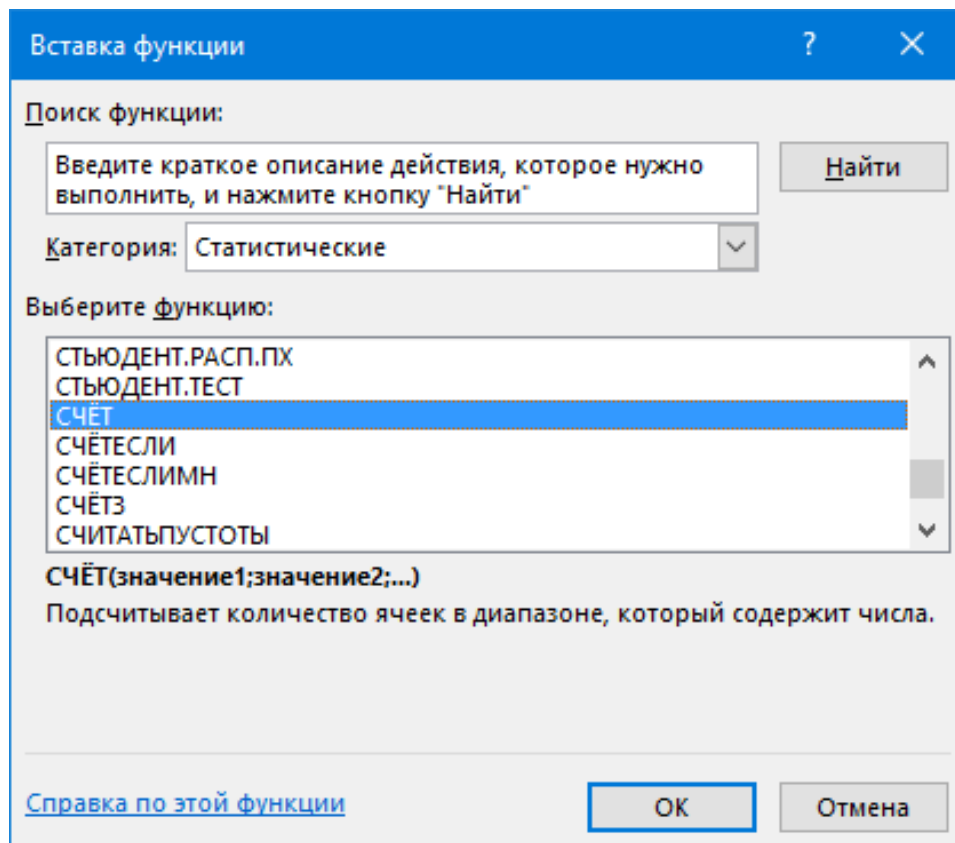 Вставка функции
?
Поиск функции:
Введите краткое описание действия, которое нужно
выполнить, и нажмите кнопку "Найти"
Найти
Категория:
Статистические
Выберите функцию:
СТЬЮДЕНТ.РАСП.ПХ
СТЬЮДЕНТ.ТЕСТ
СЧЁТ
СЧЁТЕСЛИ
СЧЁТЕСЛИМН
СЧЁТЗ
СЧИТАТЬПУСТОТЫ
СЧЁТ(значение1;значение2;...)
Подсчитывает количество ячеек в диапазоне, который содержит числа.
Справка по этой функции
ОК
Отмена